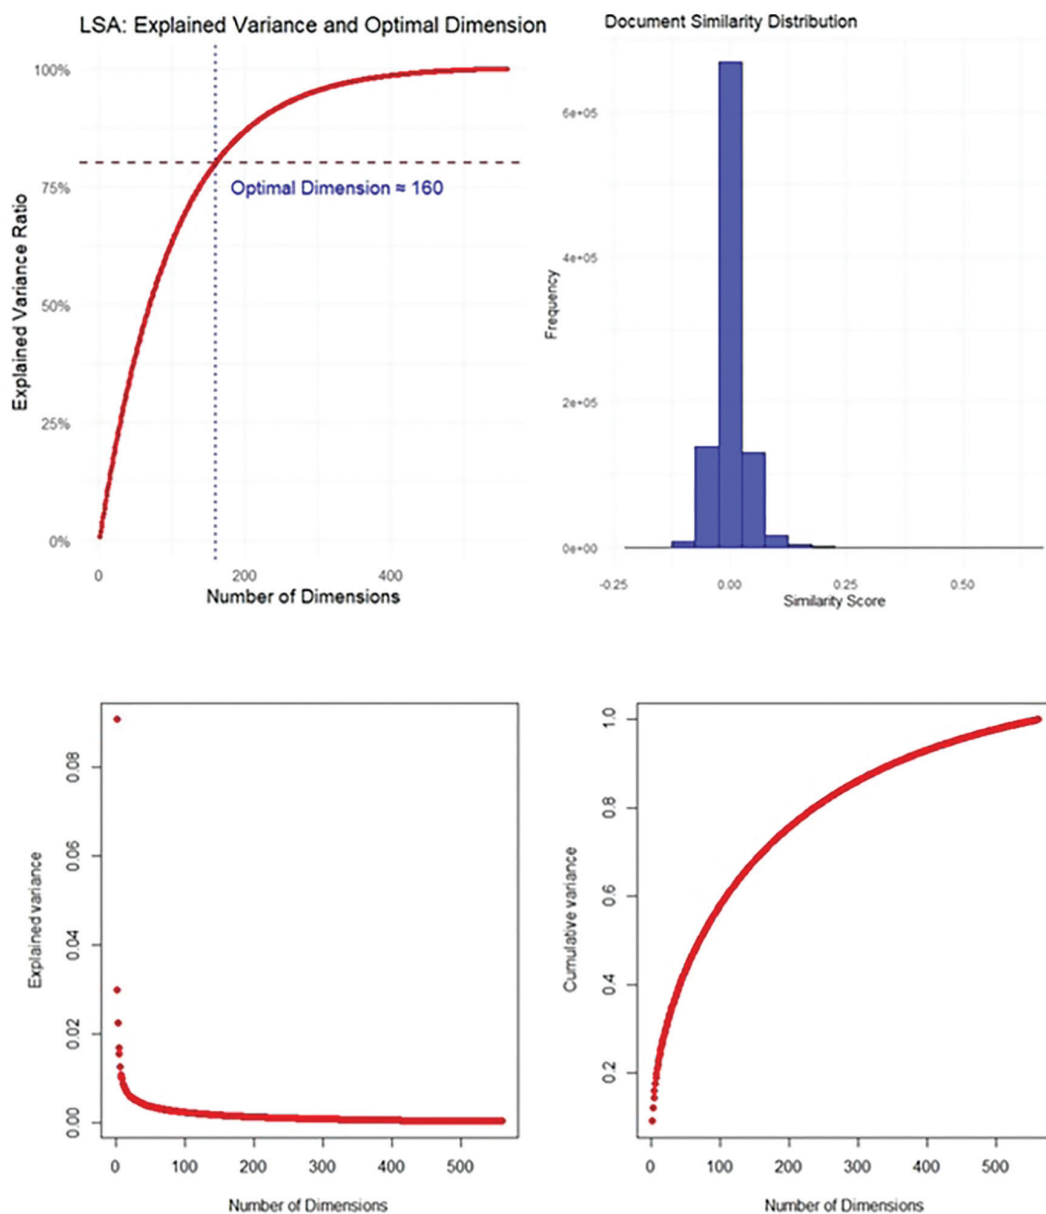 LSA: Explained Variance and Optimal Dimension
100%
75%
50%
25%
0%
Explained Variance Ratio
Optimal Dimension ≈ 160
0
200
400
Number of Dimensions
Document Similarity Distribution
6e+05
4e+05
2e+05
0e+00
Frequency
-0.25
0.00
0.25
0.50
Similarity Score
0.08
0.06
0.04
0.02
0.00
Explained variance
0
100
200
300
400
500
Number of Dimensions
1.0
0.8
0.6
0.4
0.2
Cumulative variance
0
100
200
300
400
500
Number of Dimensions